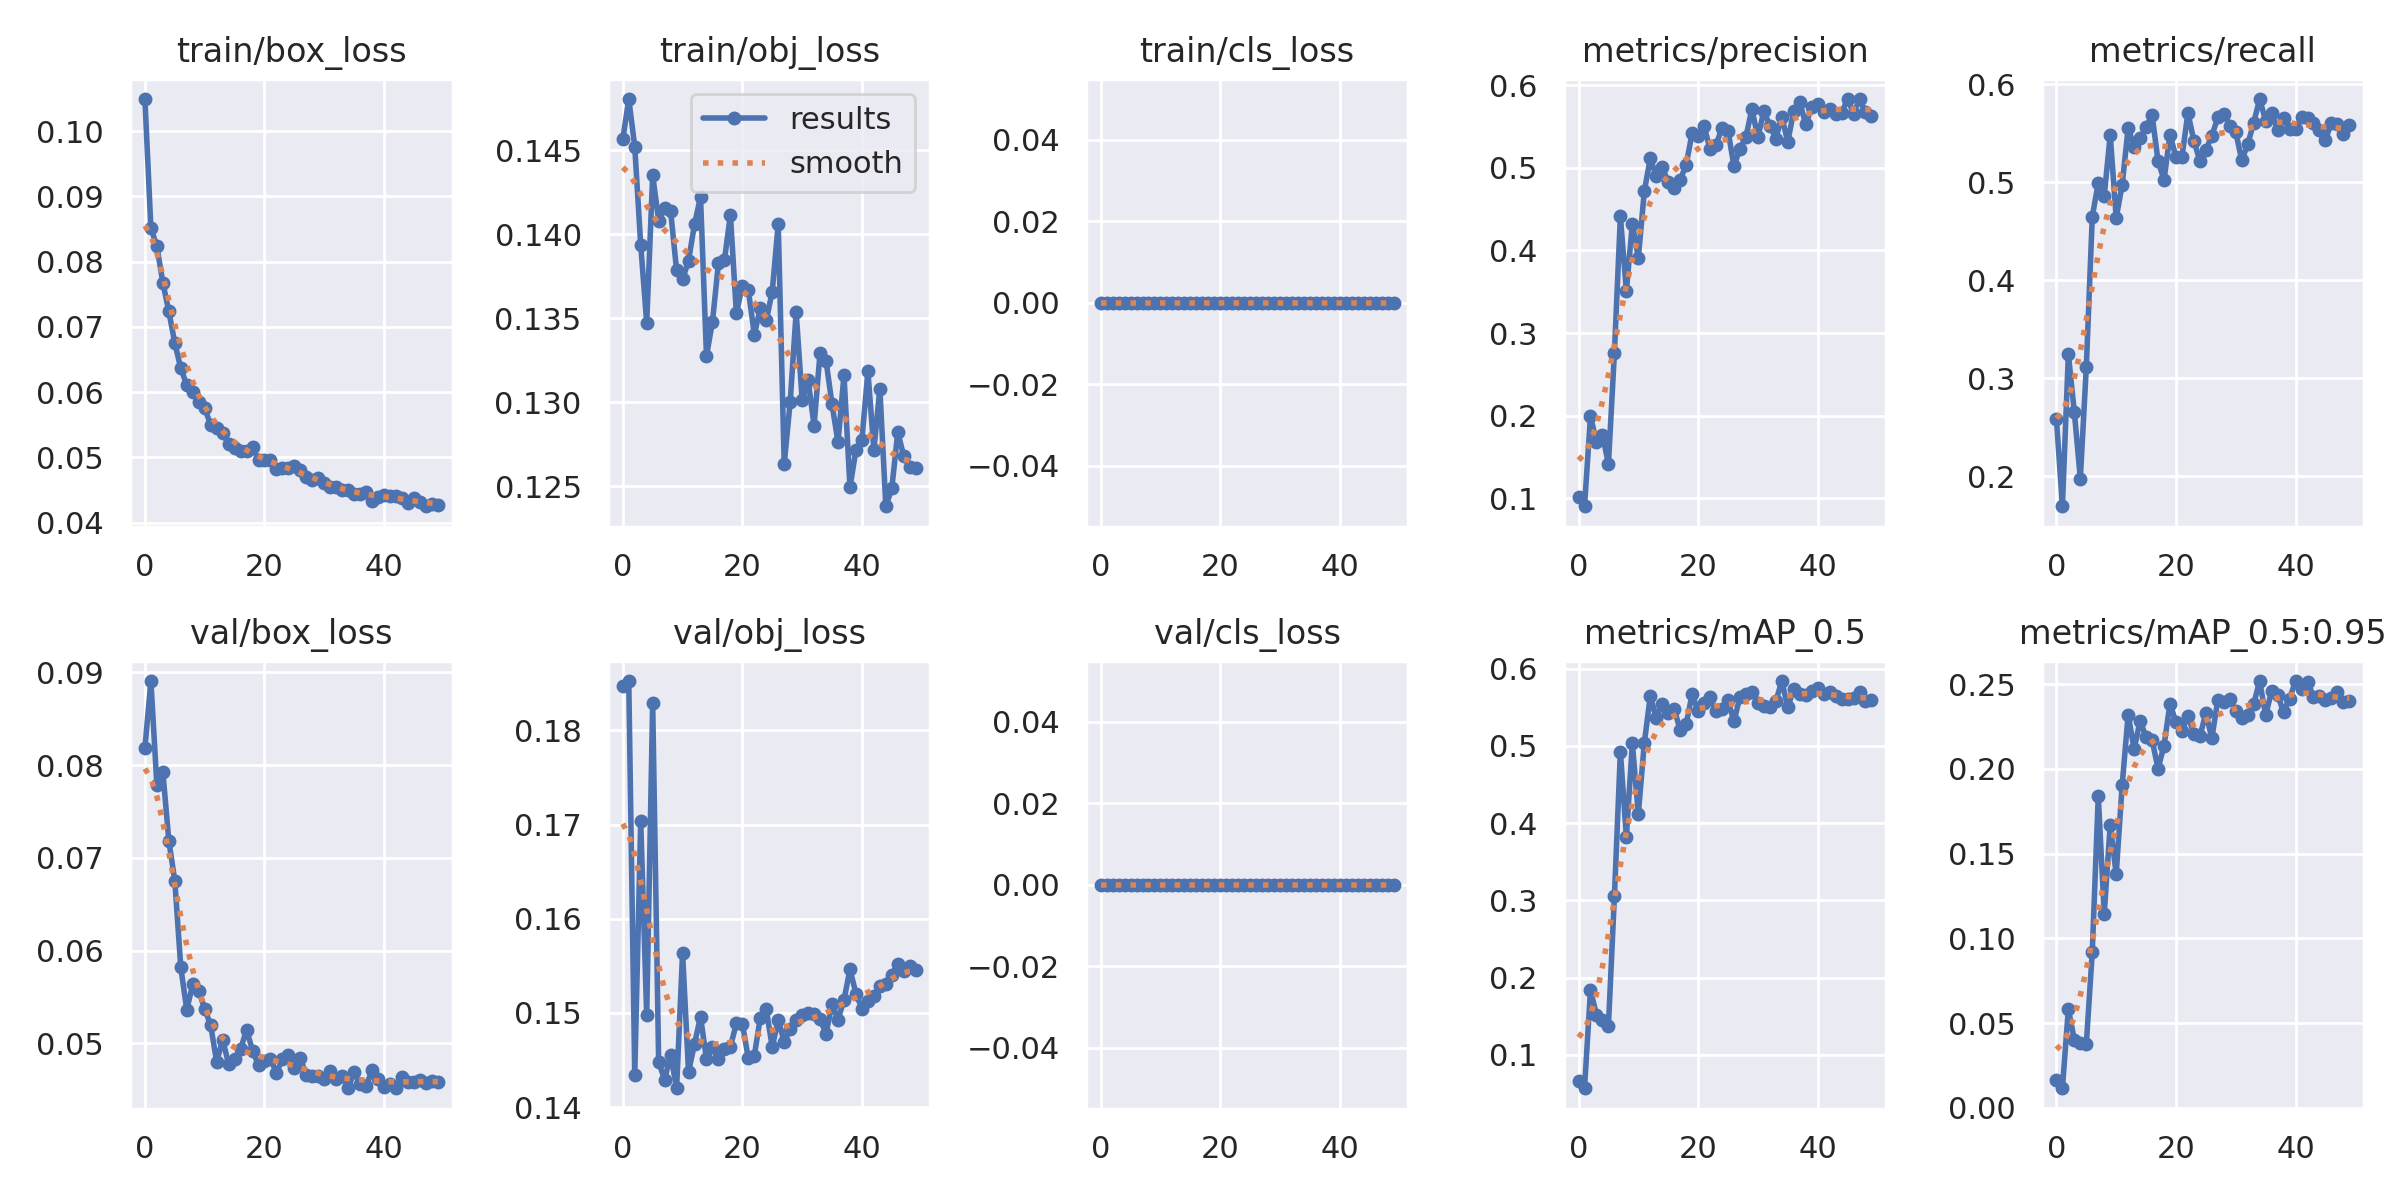 train/box_loss
0.10
0.09
0.08
0.07
0.06
0.05
0.04
0 20 40
train/obj_loss
results
smooth
0.145
0.140
0.135
0.130
0.125
0 20 40
train/cls_loss
0.04
0.02
0.00
−0.02
−0.04
0 20 40
metrics/precision
0.6
0.5
0.4
0.3
0.2
0.1
0 20 40
metrics/recall
0.6
0.5
0.4
0.3
0.2
0 20 40
val/box_loss
0.09
0.08
0.07
0.06
0.05
0 20 40
val/obj_loss
0.18
0.17
0.16
0.15
0.14
0 20 40
val/cls_loss
0.04
0.02
0.00
−0.02
−0.04
0 20 40
metrics/mAP_0.5
0.6
0.5
0.4
0.3
0.2
0.1
0 20 40
metrics/mAP_0.5:0.95
0.25
0.20
0.15
0.10
0.05
0.00
0 20 40